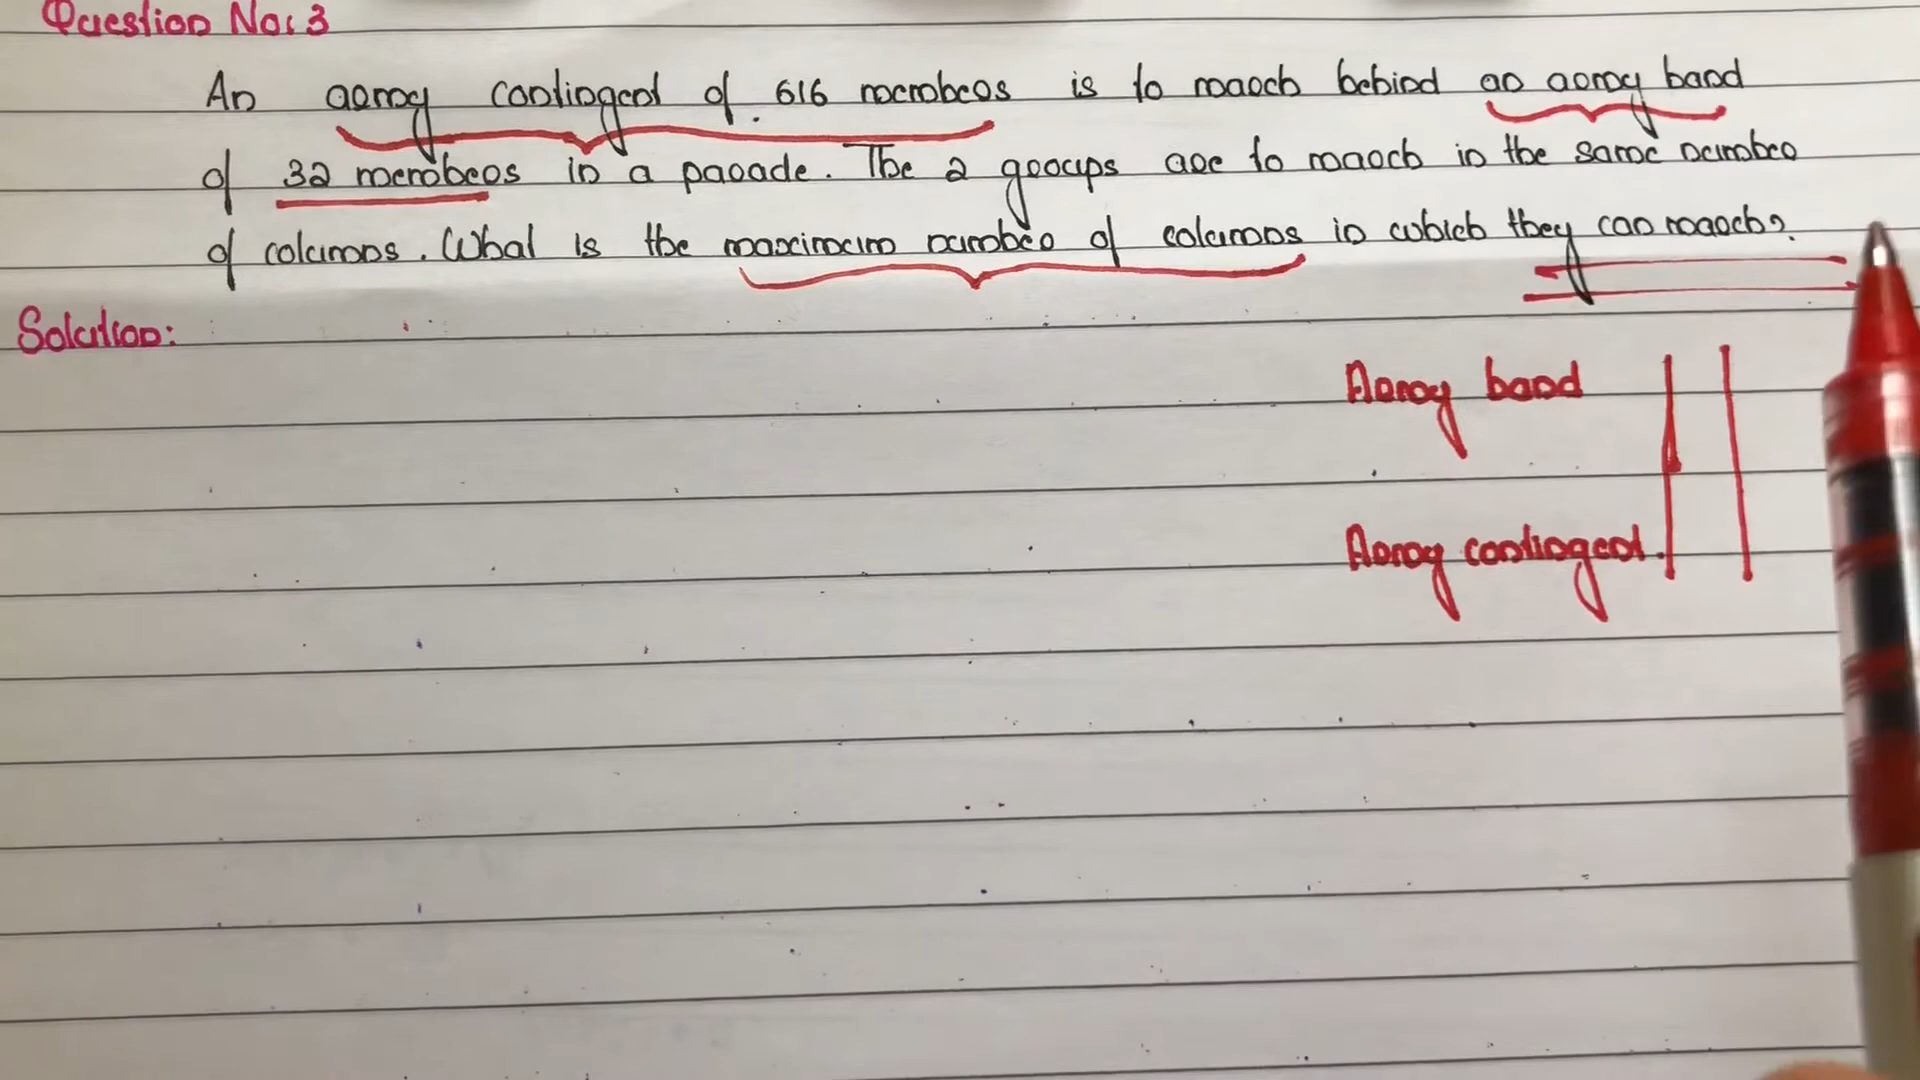 Question No: 3
An army contingent of 616 members is to march behind an army band
of 32 members in a parade. The 2 groups are to march in the same number
of columns. What is the maximum number of columns in which they can march?
Solution:
Army band
Army contingent.